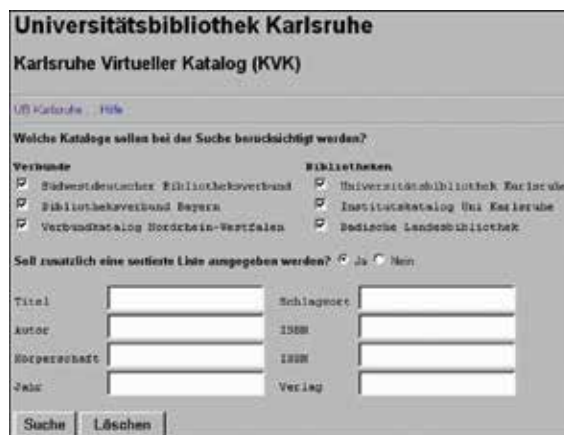 Universitätsbibliothek Karlsruhe
Karlsruhe Virtueller Katalog (KVK)
UB Karlsruhe Hilfe
Welche Kataloge sollen bei der Suche berücksichtigt werden?
Verbünde Bibliotheken
Südwestdeutscher Bibliotheksverbund Universitätsbibliothek Karlsruhe
Bibliotheksverbund Bayern Institutskatalog Uni Karlsruhe
Verbundkatalog Nordrhein-Westfalen Badische Landesbibliothek
Soll zusätzlich eine sortierte Liste ausgegeben werden? Ja Nein
Titel Schlagwort
Autor ISBN
Körperschaft ISSN
Jahr Verlag
Suche Löschen